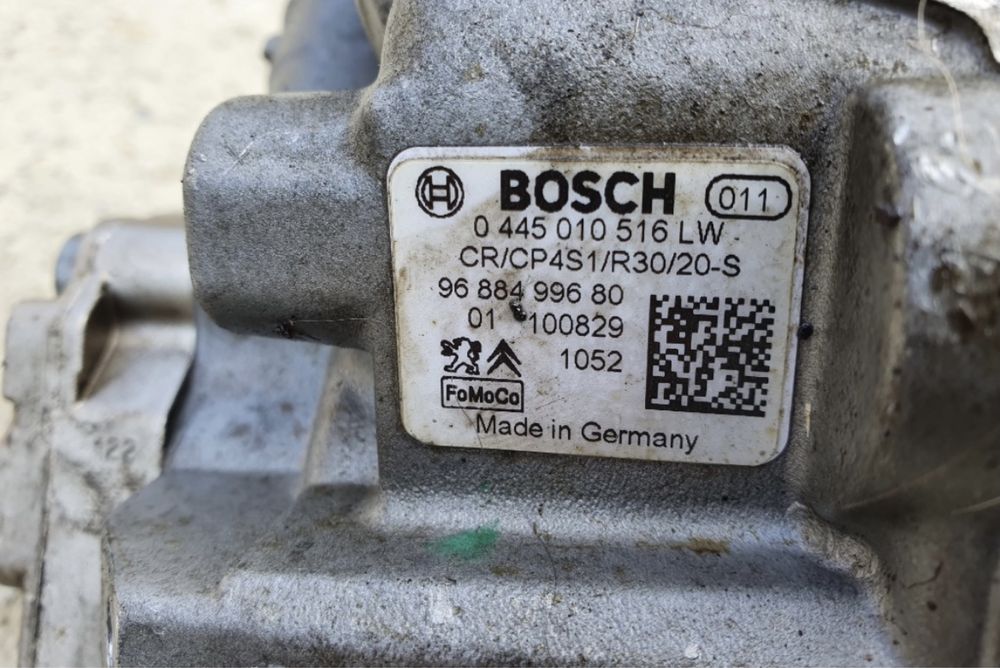 BOSCH 011
0 445 010 516 LW
CR/CP4S1/R30/20-S
96 884 996 80
01 100829
1052
FoMoCo
Made in Germany
122